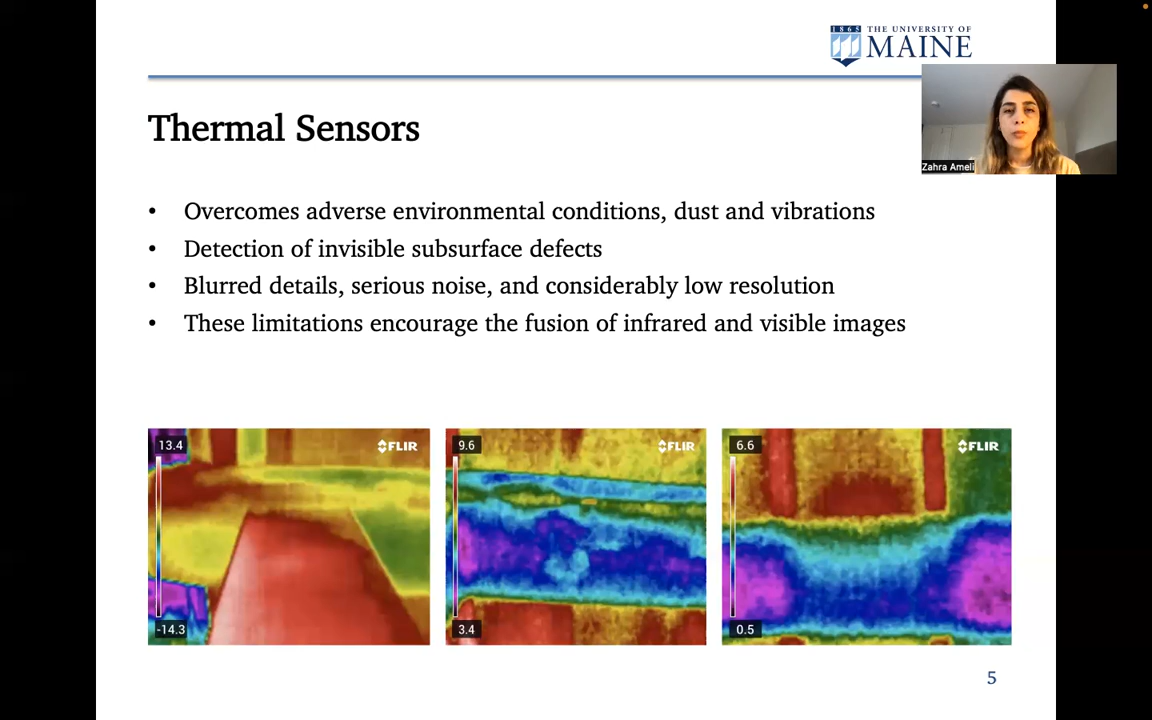 1865 THE UNIVERSITY OF
MAINE
Zahra Ameli
Thermal Sensors
• Overcomes adverse environmental conditions, dust and vibrations
• Detection of invisible subsurface defects
• Blurred details, serious noise, and considerably low resolution
• These limitations encourage the fusion of infrared and visible images
13.4 FLIR
-14.3
9.6 FLIR
3.4
6.6 FLIR
0.5
5